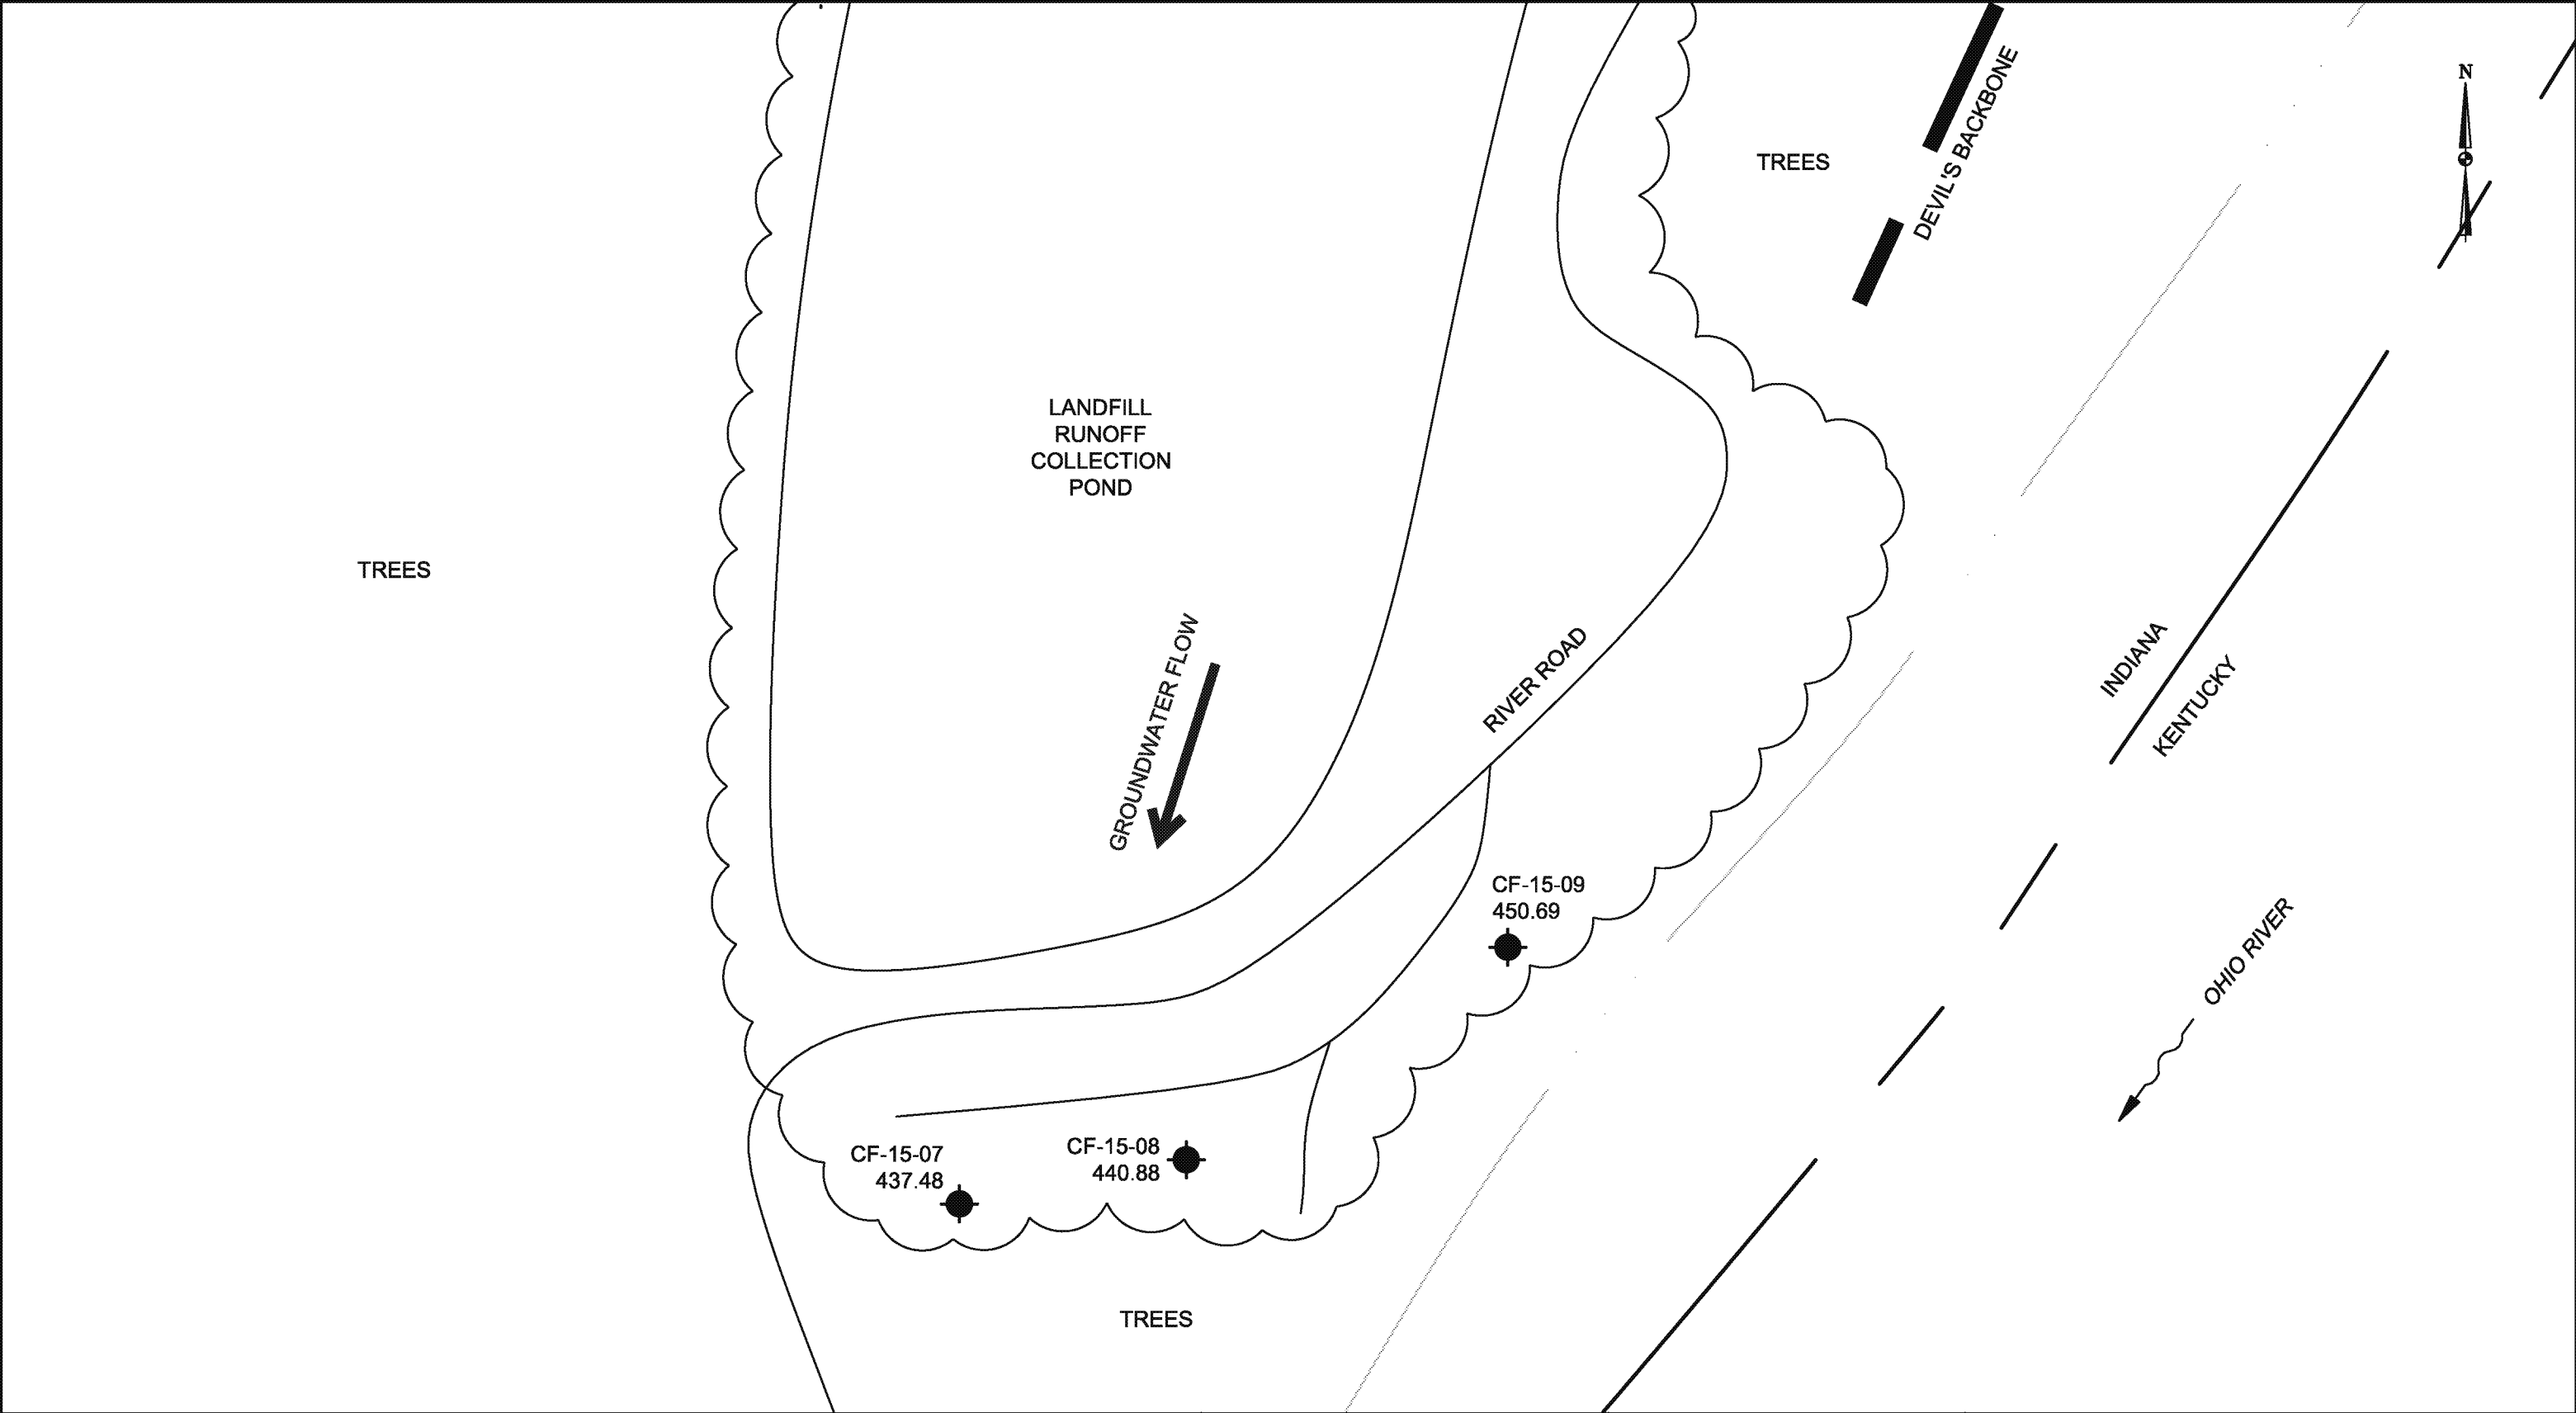 N
TREES
DEVIL'S BACKBONE
LANDFILL
RUNOFF
COLLECTION
POND
TREES
GROUNDWATER FLOW
RIVER ROAD
INDIANA
KENTUCKY
CF-15-09
450.69
OHIO RIVER
CF-15-07
437.48
CF-15-08
440.88
TREES